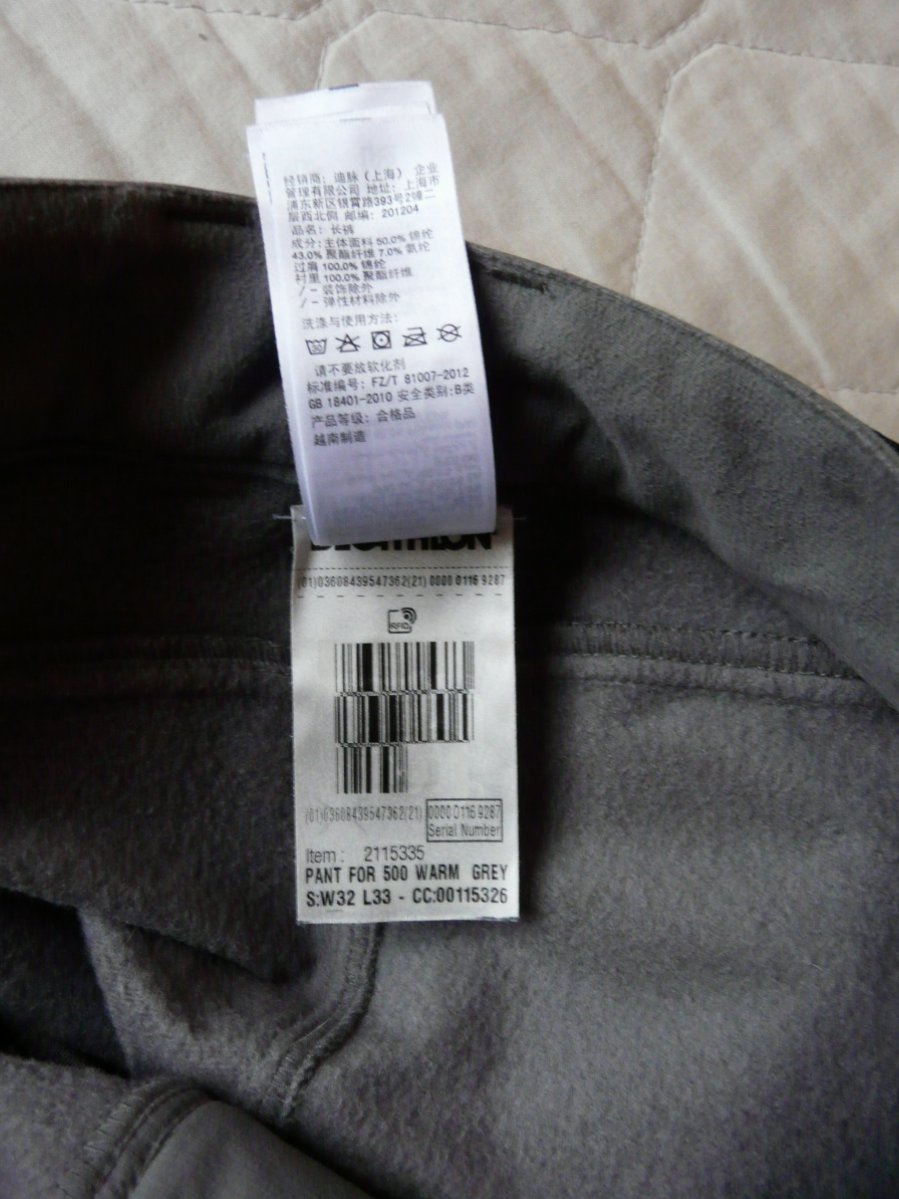 经销商: 迪脉 (上海) 企业
管理有限公司 地址: 上海市
浦东新区银霄路393号2幢二
层西北侧 邮编: 201204
品名: 长裤
成分:主体面料 50.0% 锦纶
43.0% 聚酯纤维 7.0% 氨纶
过肩 100.0% 锦纶
衬里 100.0% 聚酯纤维
/- 装饰除外
/- 弹性材料除外
洗涤与使用方法:
30
请不要放软化剂
标准编号: FZ/T 81007-2012
GB 18401-2010 安全类别:B类
产品等级: 合格品
越南制造
DECATHLON
(01)03608439547362(21) 0000 0116 9287
RFID
(01)03608439547362(21) 0000 0116 9287
Serial Number
Item : 2115335
PANT FOR 500 WARM GREY
S:W32 L33 - CC:00115326